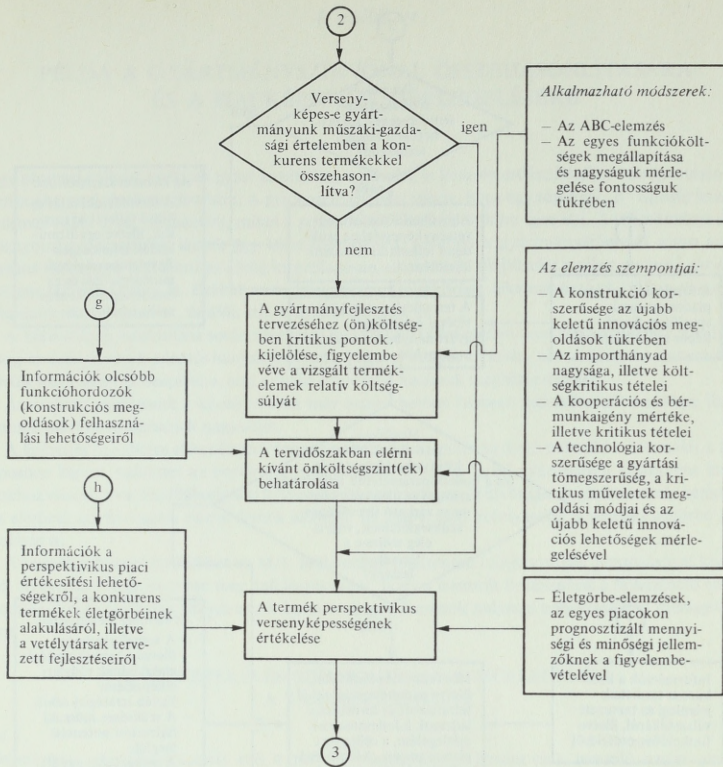 2
Verseny-
képes-e gyárt-
mányunk műszaki-gazda-
sági értelemben a kon-
kurens termékekkel
összehason-
lítva?
igen
nem
Alkalmazható módszerek:
– Az ABC-elemzés
– Az egyes funkciókölt-
ségek megállapítása
és nagyságuk mérle-
gelése fontosságuk
tükrében
A gyártmányfejlesztés
tervezéséhez (ön)költség-
ben kritikus pontok
kijelölése, figyelembe
véve a vizsgált termék-
elemek relatív költség-
súlyát
Az elemzés szempontjai:
– A konstrukció kor-
szerűsége az újabb
keletű innovációs meg-
oldások tükrében
– Az importhányad
nagysága, illetve költ-
ségkritikus tételei
– A kooperációs és bér-
munkaigény mértéke,
illetve kritikus tételei
– A technológia kor-
szerűsége a gyártási
tömegszerűség, a kri-
tikus műveletek meg-
oldási módjai és az
újabb keletű innová-
ciós lehetőségek mérle-
gelésével
g
Információk olcsóbb
funkcióhordozók
(konstrukciós meg-
oldások) felhaszná-
lási lehetőségeiről
A tervidőszakban elérni
kívánt önköltségszint(ek)
behatárolása
h
Információk a
perspektivikus piaci
értékesítési lehető-
ségekről, a konkurens
termékek életgörbéinek
alakulásáról, illetve
a vetélytársak terve-
zett fejlesztéseiről
A termék perspektivikus
versenyképességének
értékelése
– Életgörbe-elemzések,
az egyes piacokon
prognosztizált mennyi-
ségi és minőségi jellem-
zőknek a figyelembe-
vételével
3